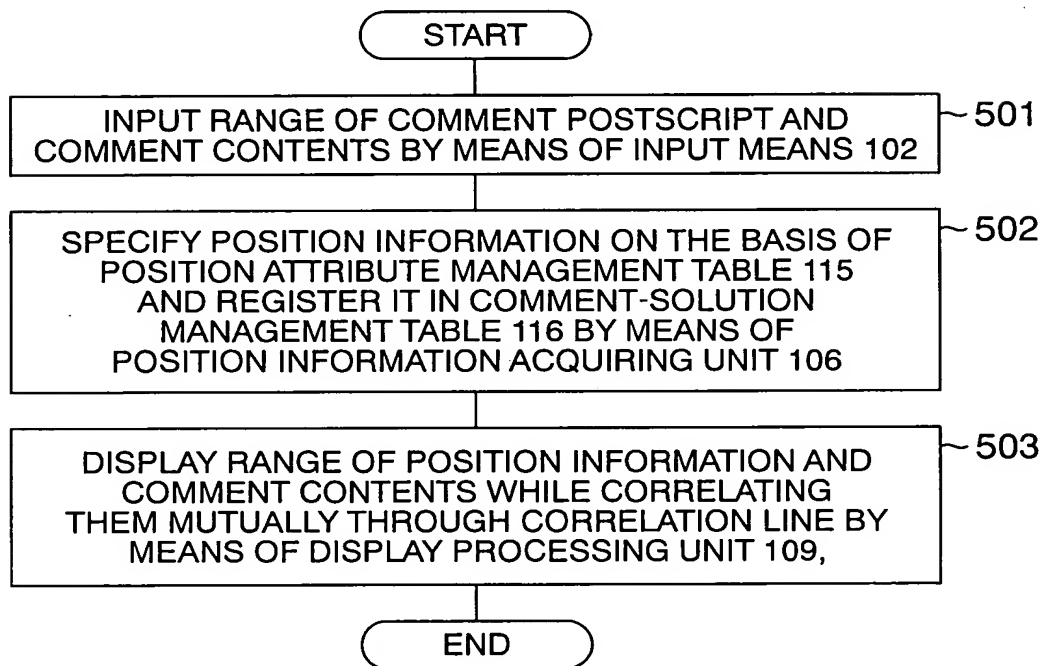 START
INPUT RANGE OF COMMENT POSTSCRIPT AND
COMMENT CONTENTS BY MEANS OF INPUT MEANS 102
501
SPECIFY POSITION INFORMATION ON THE BASIS OF
POSITION ATTRIBUTE MANAGEMENT TABLE 115
AND REGISTER IT IN COMMENT-SOLUTION
MANAGEMENT TABLE 116 BY MEANS OF
POSITION INFORMATION ACQUIRING UNIT 106
502
DISPLAY RANGE OF POSITION INFORMATION AND
COMMENT CONTENTS WHILE CORRELATING
THEM MUTUALLY THROUGH CORRELATION LINE BY
MEANS OF DISPLAY PROCESSING UNIT 109,
503
END